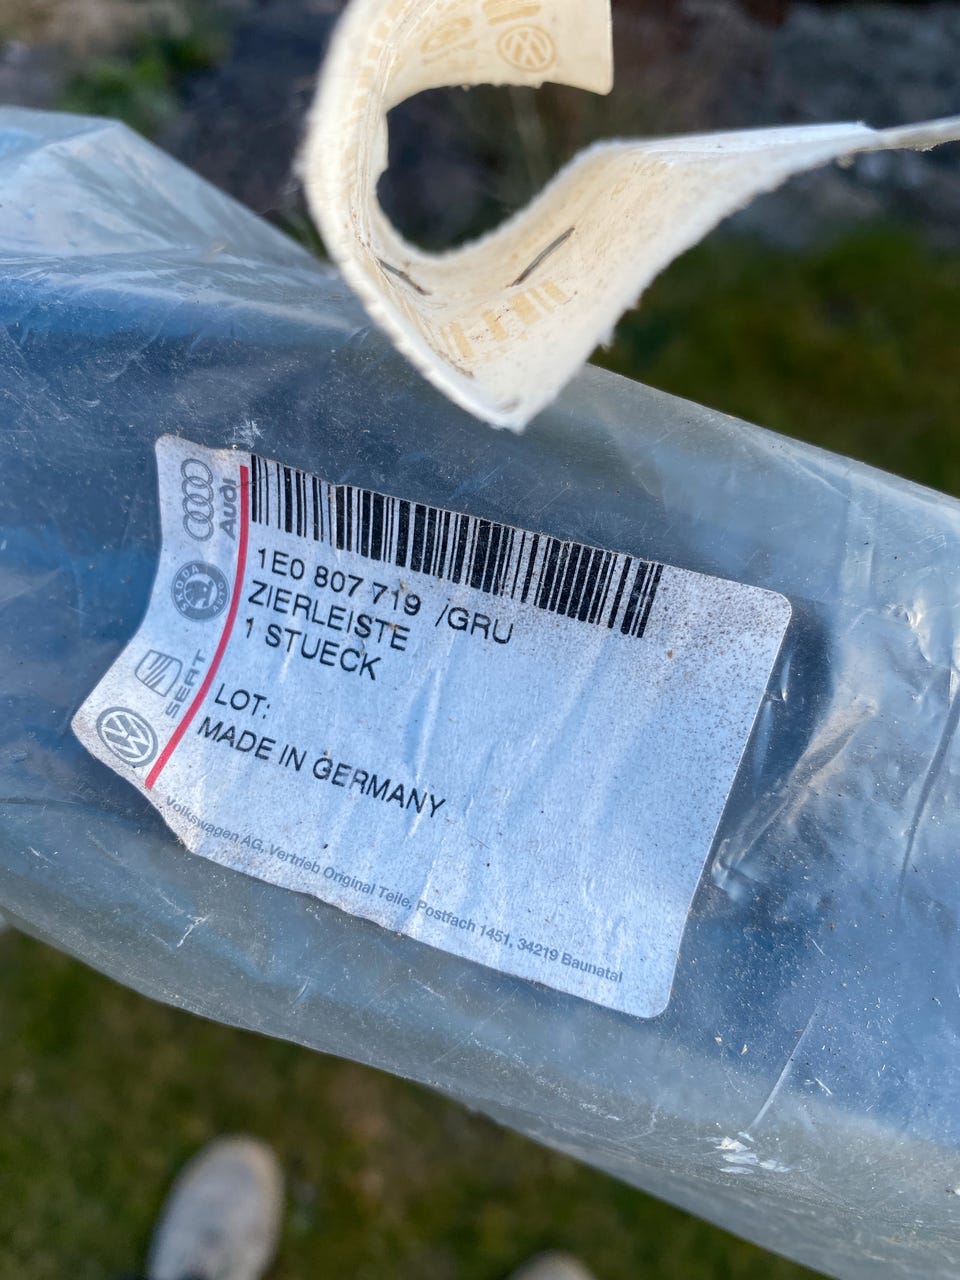 Audi
SKODA AUTO
SEAT
1E0 807 719 /GRU
ZIERLEISTE
1 STUECK
LOT:
MADE IN GERMANY
Volkswagen AG, Vertrieb Original Teile, Postfach 1451, 34219 Baunatal